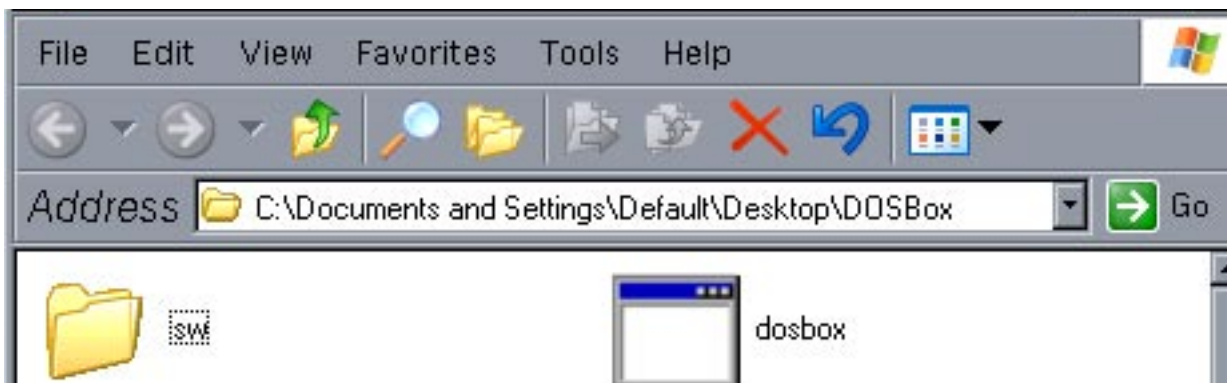 File Edit View Favorites Tools Help
Address C:\Documents and Settings\Default\Desktop\DOSBox Go
sw dosbox